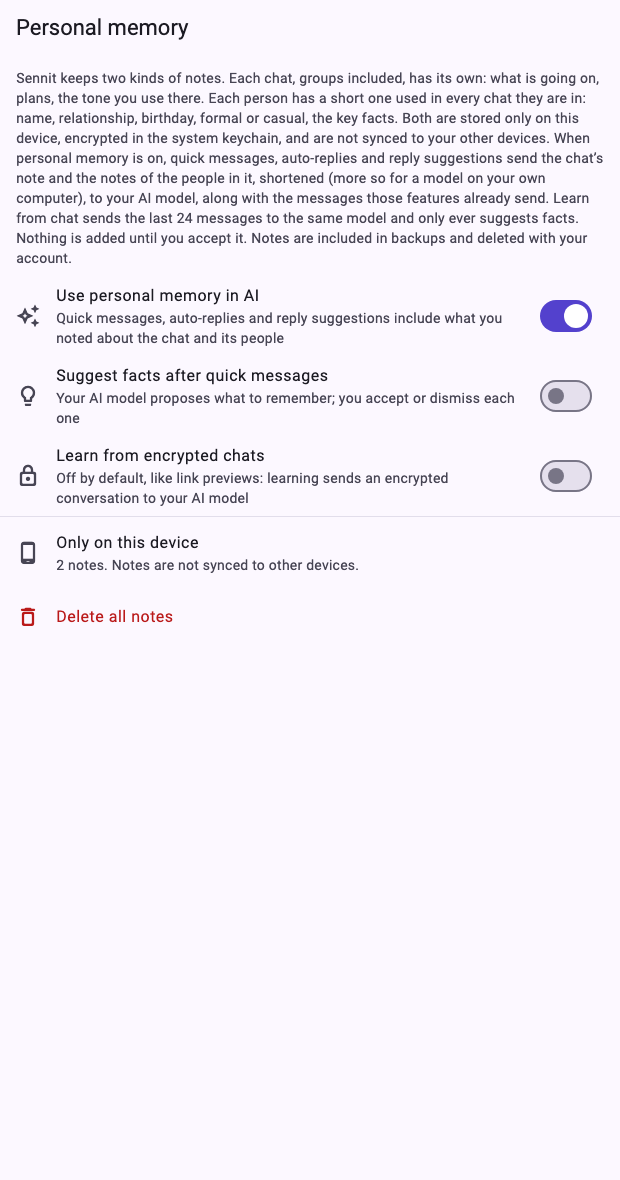 Personal memory
Sennit keeps two kinds of notes. Each chat, groups included, has its own: what is going on,
plans, the tone you use there. Each person has a short one used in every chat they are in:
name, relationship, birthday, formal or casual, the key facts. Both are stored only on this
device, encrypted in the system keychain, and are not synced to your other devices. When
personal memory is on, quick messages, auto-replies and reply suggestions send the chat’s
note and the notes of the people in it, shortened (more so for a model on your own
computer), to your AI model, along with the messages those features already send. Learn
from chat sends the last 24 messages to the same model and only ever suggests facts.
Nothing is added until you accept it. Notes are included in backups and deleted with your
account.
Use personal memory in AI
Quick messages, auto-replies and reply suggestions include what you
noted about the chat and its people
Suggest facts after quick messages
Your AI model proposes what to remember; you accept or dismiss each
one
Learn from encrypted chats
Off by default, like link previews: learning sends an encrypted
conversation to your AI model
Only on this device
2 notes. Notes are not synced to other devices.
Delete all notes